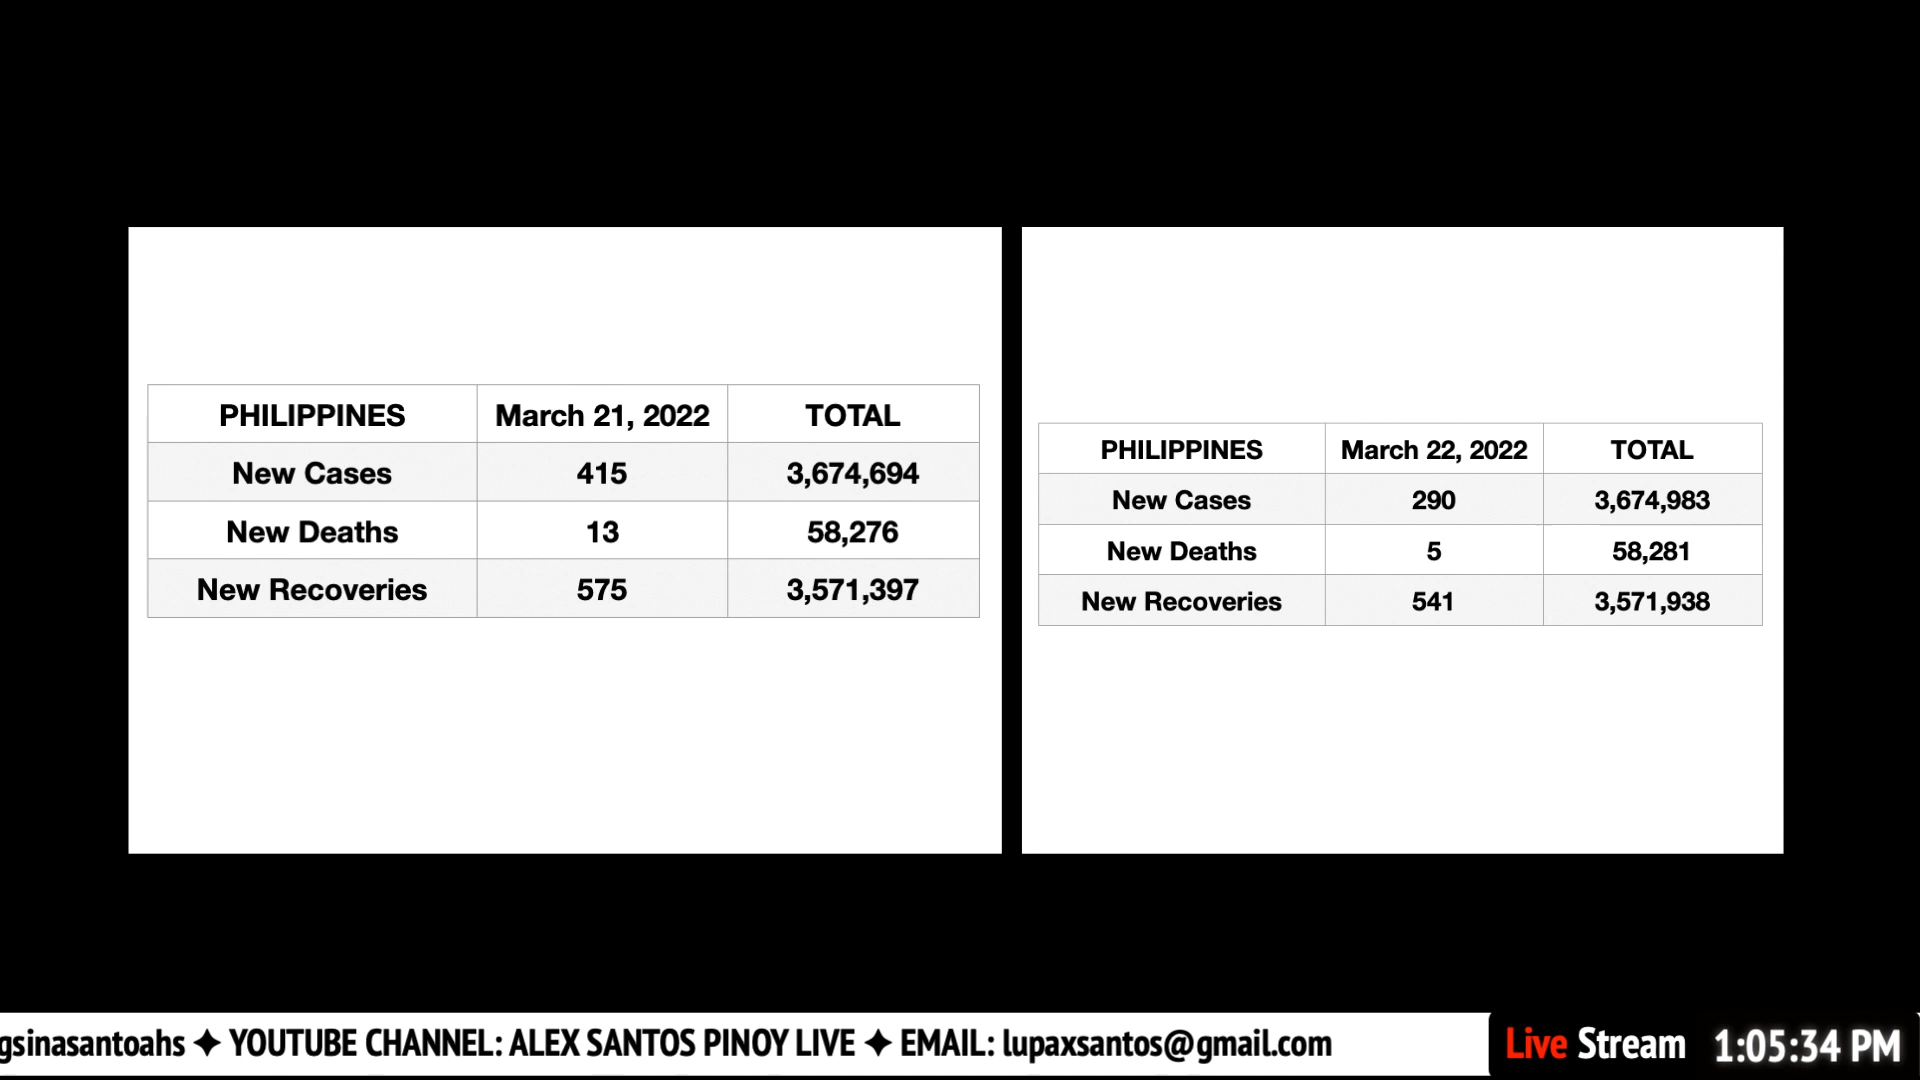 PHILIPPINES March 21, 2022 TOTAL
New Cases 415 3,674,694
New Deaths 13 58,276
New Recoveries 575 3,571,397
PHILIPPINES March 22, 2022 TOTAL
New Cases 290 3,674,983
New Deaths 5 58,281
New Recoveries 541 3,571,938
gsinasantoahs ✦ YOUTUBE CHANNEL: ALEX SANTOS PINOY LIVE ✦ EMAIL: lupaxsantos@gmail.com
Live Stream 1:05:34 PM